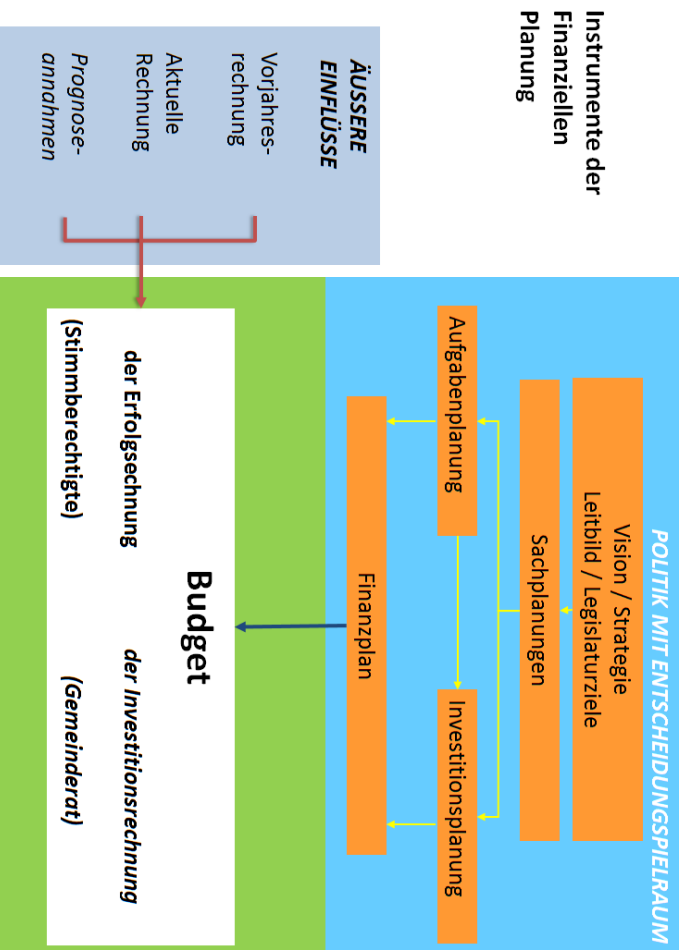 Instrumente der
Finanziellen
Planung
POLITIK MIT ENTSCHEIDUNGSPIELRAUM
Vision / Strategie
Leitbild / Legislaturziele
Sachplanungen
Aufgabenplanung
Investitionsplanung
Finanzplan
ÄUSSERE
EINFLÜSSE
Vorjahres-
rechnung
Aktuelle
Rechnung
Prognose-
annahmen
Budget
der Erfolgsechnung
(Stimmberechtigte)
der Investitionsrechnung
(Gemeinderat)